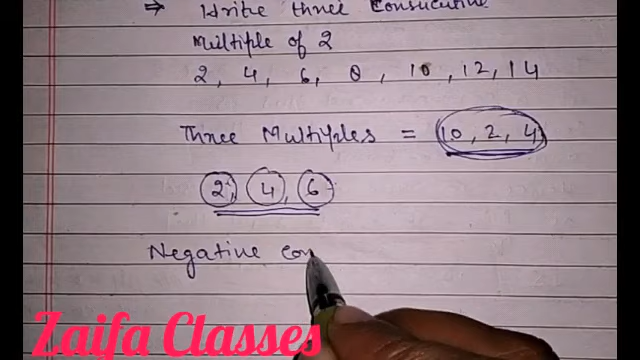 ⇒ Write three Consecutive
Multiple of 2
2, 4, 6, 8, 10, 12, 14
Three Multiples = 10, 2, 4
2, 4, 6
Negative con
Zaifa Classes